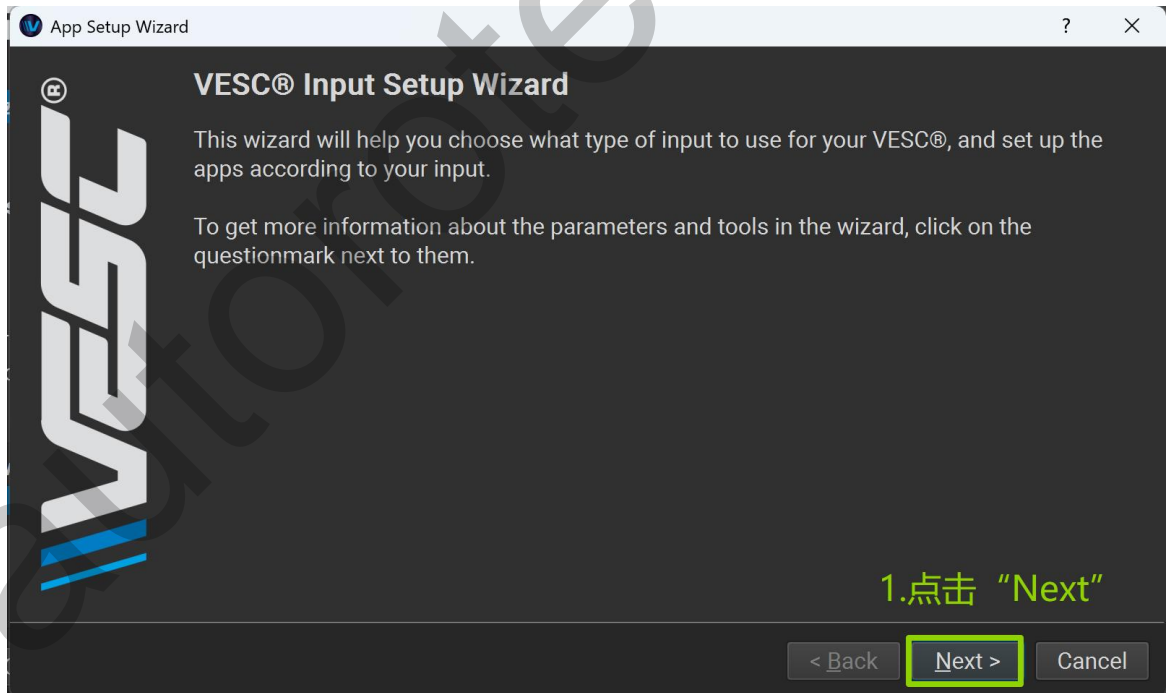 App Setup Wizard
?
VESC®
VESC® Input Setup Wizard
This wizard will help you choose what type of input to use for your VESC®, and set up the
apps according to your input.
To get more information about the parameters and tools in the wizard, click on the
questionmark next to them.
1.点击“Next”
< Back
Next >
Cancel
autorote